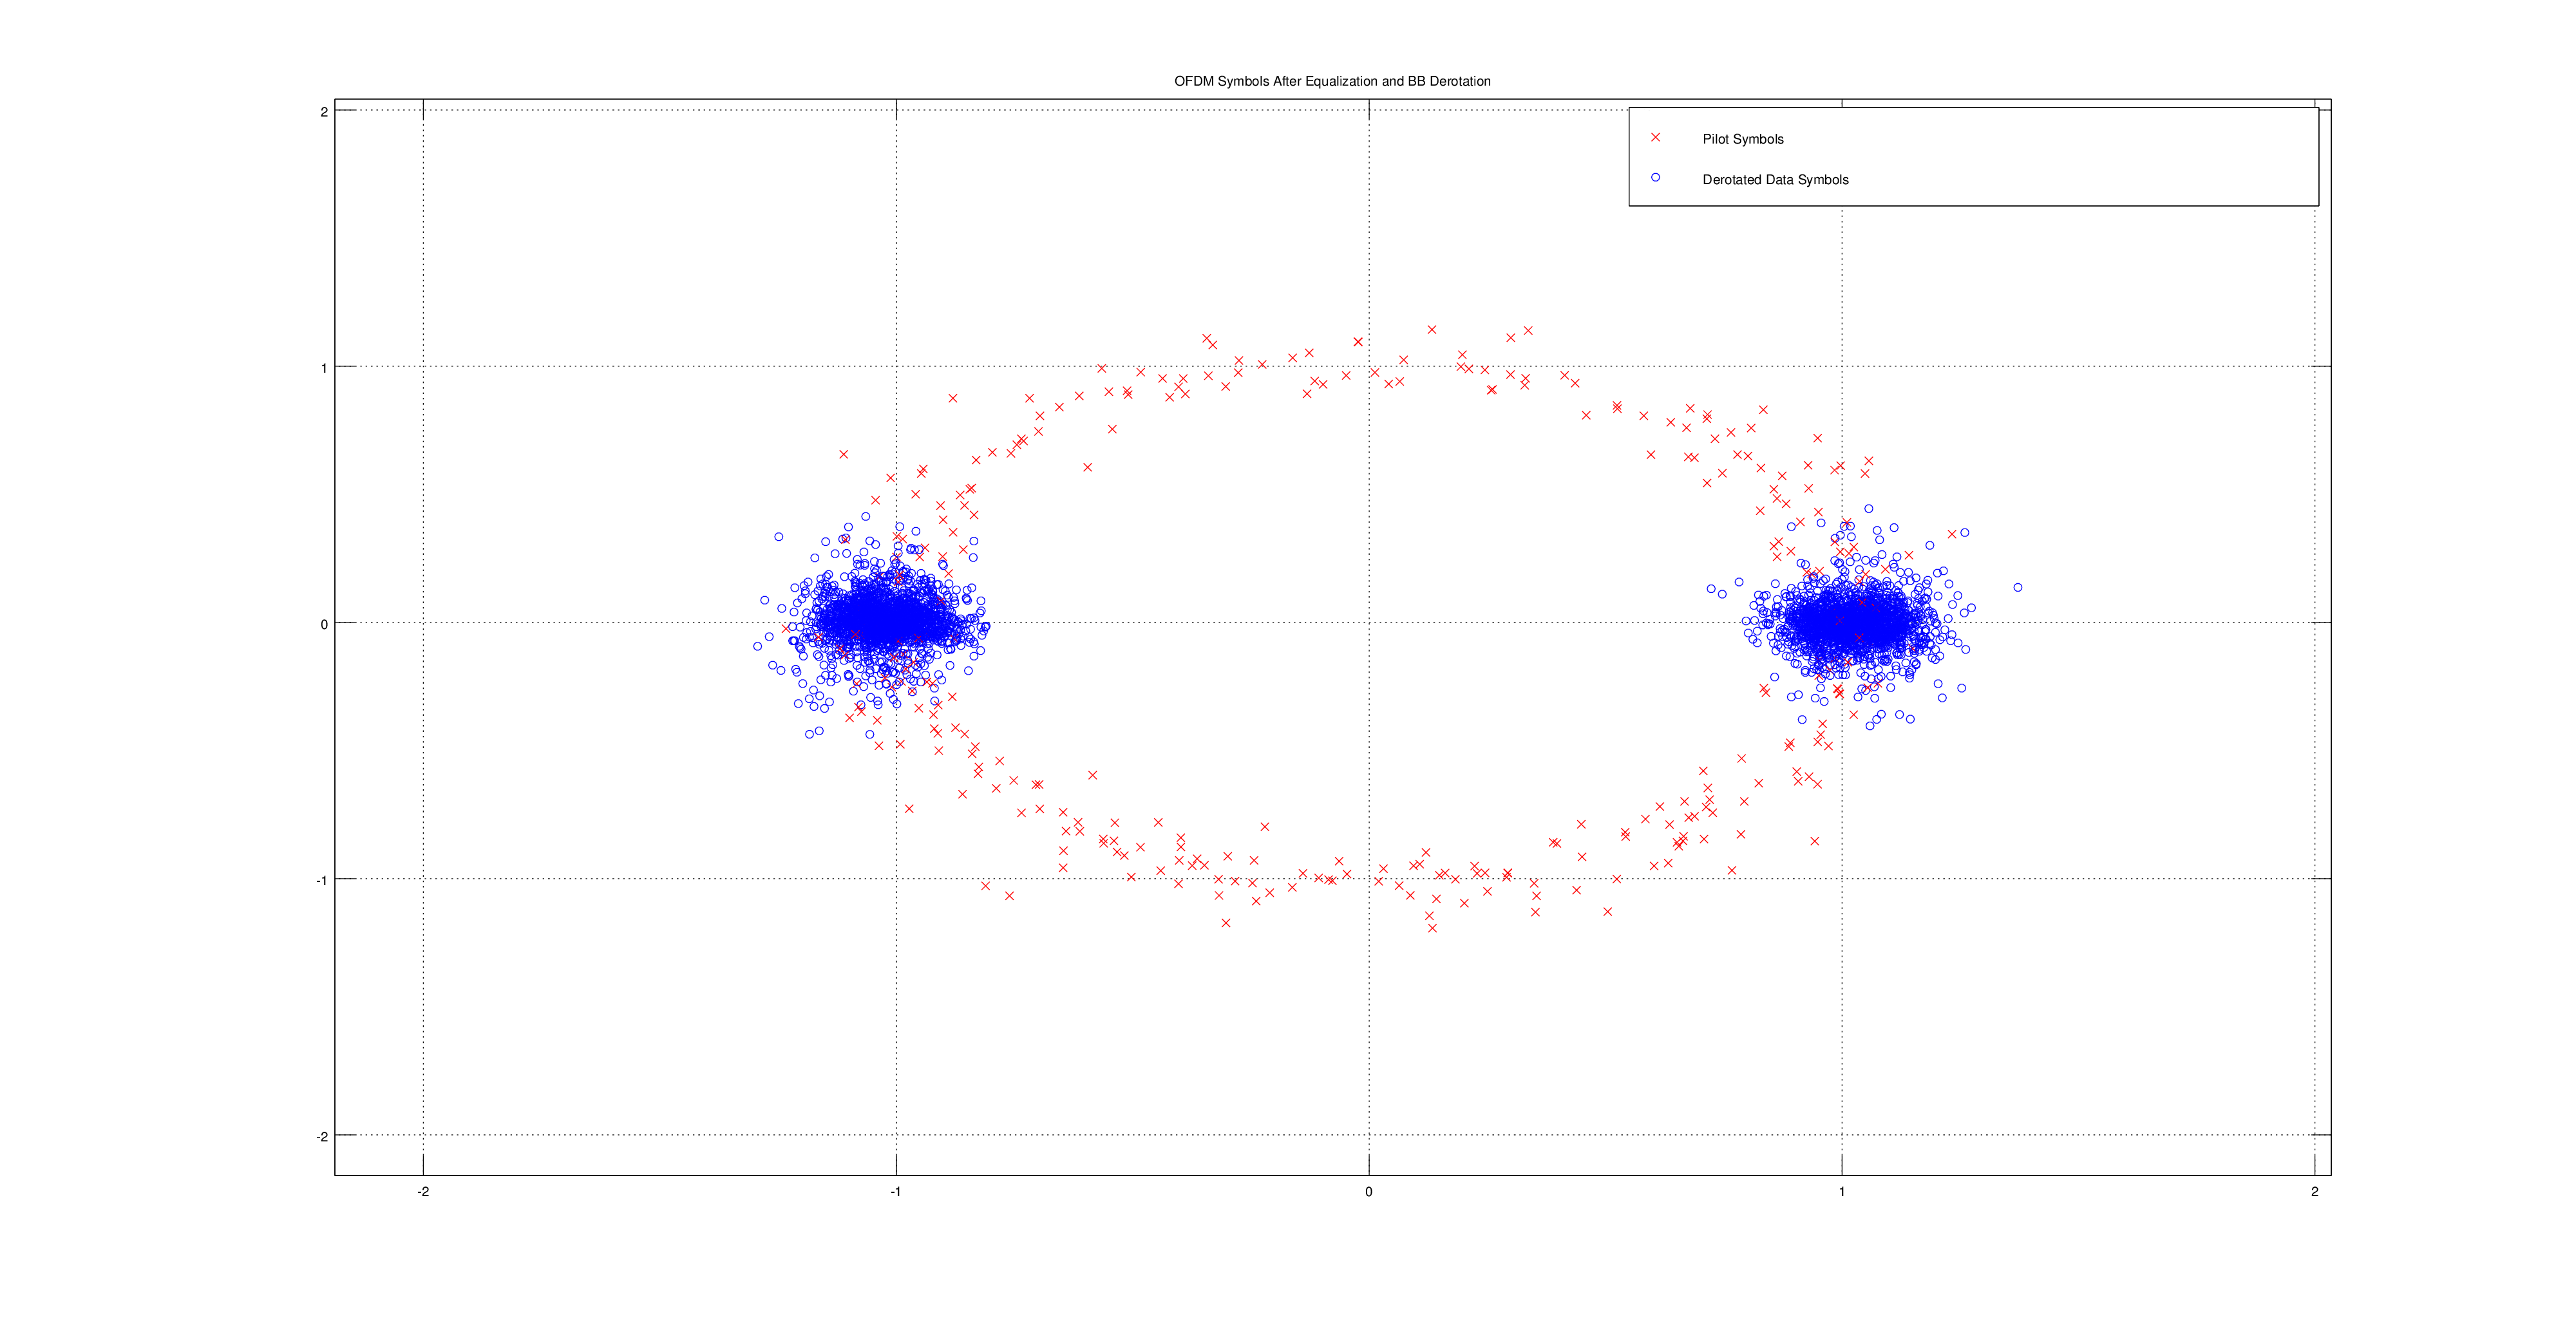 OFDM Symbols After Equalization and BB Derotation
2
Pilot Symbols
Derotated Data Symbols
1
0
-1
-2
-2 -1 0 1 2